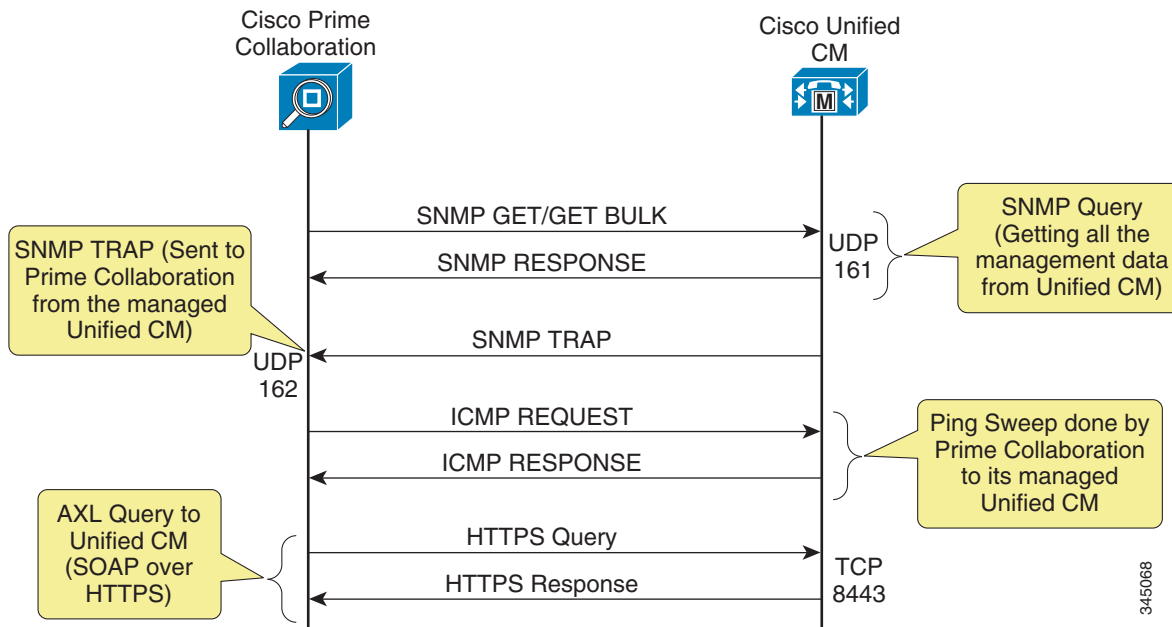 Cisco Prime
Collaboration
Cisco Unified
CM
M
SNMP GET/GET BULK
UDP
161
SNMP RESPONSE
SNMP Query
(Getting all the
management data
from Unified CM)
SNMP TRAP (Sent to
Prime Collaboration
from the managed
Unified CM)
SNMP TRAP
UDP
162
ICMP REQUEST
ICMP RESPONSE
Ping Sweep done by
Prime Collaboration
to its managed
Unified CM
AXL Query to
Unified CM
(SOAP over
HTTPS)
HTTPS Query
HTTPS Response
TCP
8443
345068